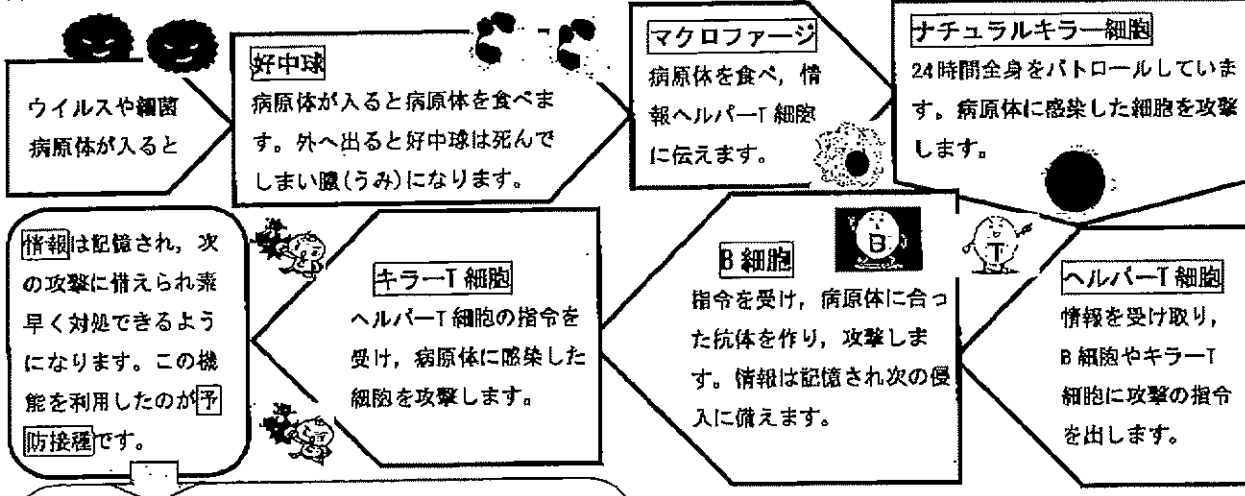 ウイルスや細菌
病原体が入ると
好中球
病原体が入ると病原体を食べま
す。外へ出ると好中球は死んで
しまい膿(うみ)になります。
マクロファージ
病原体を食べ，情
報ヘルパーT細胞
に伝えます。
ナチュラルキラー細胞
24時間全身をパトロールしていま
す。病原体に感染した細胞を攻撃
します。
ヘルパーT細胞
情報を受け取り，
B細胞やキラーT
細胞に攻撃の指令
を出します。
T
B
B細胞
指令を受け，病原体に合っ
た抗体を作り，攻撃しま
す。情報は記憶され次の侵
入に備えます。
キラーT細胞
ヘルパーT細胞の指令を
受け，病原体に感染した
細胞を攻撃します。
情報は記憶され，次
の攻撃に備えられ素
早く対処できるよう
になります。この機
能を利用したのが予
防接種です。